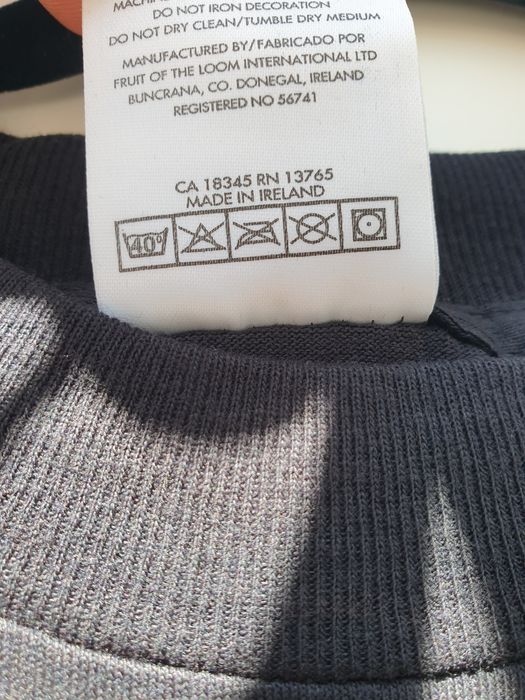 DO NOT IRON DECORATION
DO NOT DRY CLEAN/TUMBLE DRY MEDIUM
MANUFACTURED BY/FABRICADO POR
FRUIT OF THE LOOM INTERNATIONAL LTD
BUNCRANA, CO. DONEGAL, IRELAND
REGISTERED NO 56741
CA 18345 RN 13765
MADE IN IRELAND
40°